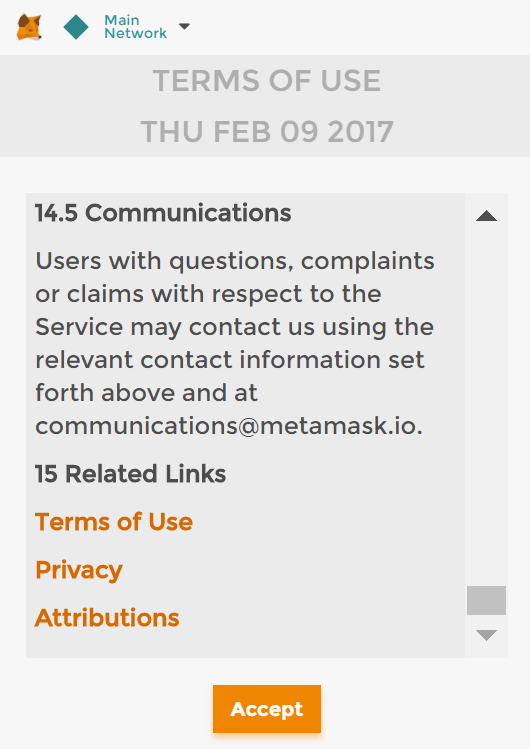 Main
Network
TERMS OF USE
THU FEB 09 2017
14.5 Communications
Users with questions, complaints
or claims with respect to the
Service may contact us using the
relevant contact information set
forth above and at
communications@metamask.io.
15 Related Links
Terms of Use
Privacy
Attributions
Accept